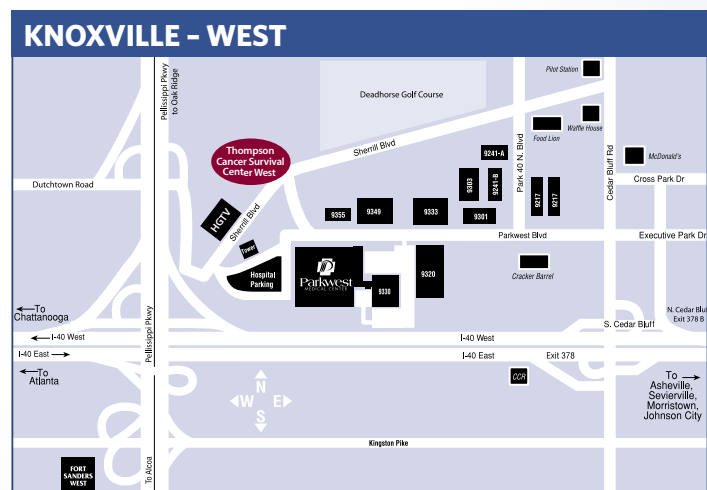 KNOXVILLE – WEST
Pellissippi Pkwy
to Oak Ridge
Deadhorse Golf Course
Pilot Station
Waffle House
Food Lion
McDonald's
Thompson
Cancer Survival
Center West
Sherrill Blvd
Park 40 N. Blvd
Cedar Bluff Rd
9241-A
9241-B
9303
Dutchtown Road
Cross Park Dr
HGTV
Sherrill Blvd
9355
9349
9333
9301
9217
9217
Parkwest Blvd
Executive Park Dr
Tower
Hospital
Parking
Parkwest
MEDICAL CENTER
9330
9320
Cracker Barrel
To
Chattanooga
Pellissippi Pkwy
N. Cedar Bluf
Exit 378 B
S. Cedar Bluff
I-40 West
I-40 West
I-40 East
I-40 East
Exit 378
To
Atlanta
N
W
E
S
CCR
To
Asheville,
Sevierville,
Morristown,
Johnson City
Kingston Pike
FORT
SANDERS
WEST
To Alcoa